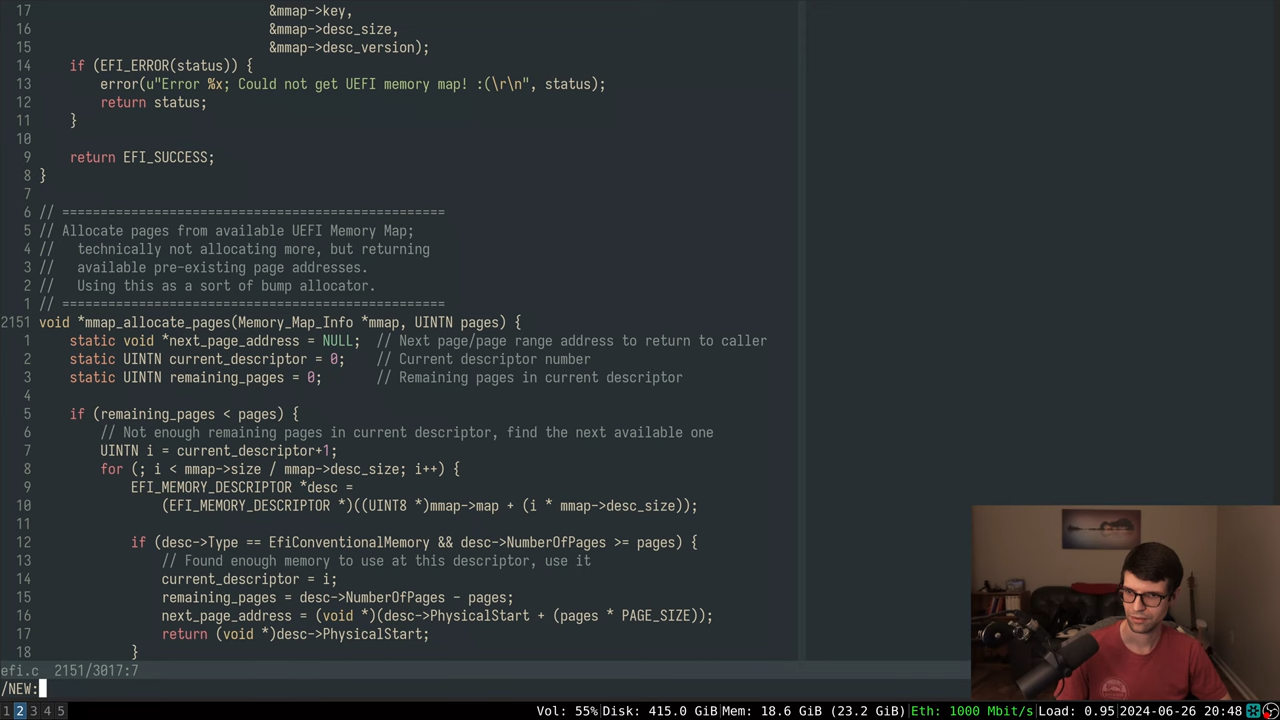 17                               &mmap->key,
16                               &mmap->desc_size,
15                               &mmap->desc_version);
14     if (EFI_ERROR(status)) {
13         error(u"Error %x; Could not get UEFI memory map! :(\r\n", status);
12         return status;
11     }
10
9     return EFI_SUCCESS;
8 }
7
6 // ==================================================
5 // Allocate pages from available UEFI Memory Map;
4 //   technically not allocating more, but returning
3 //   available pre-existing page addresses.
2 //   Using this as a sort of bump allocator.
1 // ==================================================
2151 void *mmap_allocate_pages(Memory_Map_Info *mmap, UINTN pages) {
1     static void *next_page_address = NULL;  // Next page/page range address to return to caller
2     static UINTN current_descriptor = 0;    // Current descriptor number
3     static UINTN remaining_pages = 0;       // Remaining pages in current descriptor
4
5     if (remaining_pages < pages) {
6         // Not enough remaining pages in current descriptor, find the next available one
7         UINTN i = current_descriptor+1;
8         for (; i < mmap->size / mmap->desc_size; i++) {
9             EFI_MEMORY_DESCRIPTOR *desc =
10                 (EFI_MEMORY_DESCRIPTOR *)((UINT8 *)mmap->map + (i * mmap->desc_size));
11
12             if (desc->Type == EfiConventionalMemory && desc->NumberOfPages >= pages) {
13                 // Found enough memory to use at this descriptor, use it
14                 current_descriptor = i;
15                 remaining_pages = desc->NumberOfPages - pages;
16                 next_page_address = (void *)(desc->PhysicalStart + (pages * PAGE_SIZE));
17                 return (void *)desc->PhysicalStart;
18             }
efi.c  2151/3017:7
/NEW:
1 2 3 4 5 Vol: 55%|Disk: 415.0 GiB|Mem: 18.6 GiB (23.2 GiB)|Eth: 1000 Mbit/s|Load: 0.95|2024-06-26 20:48